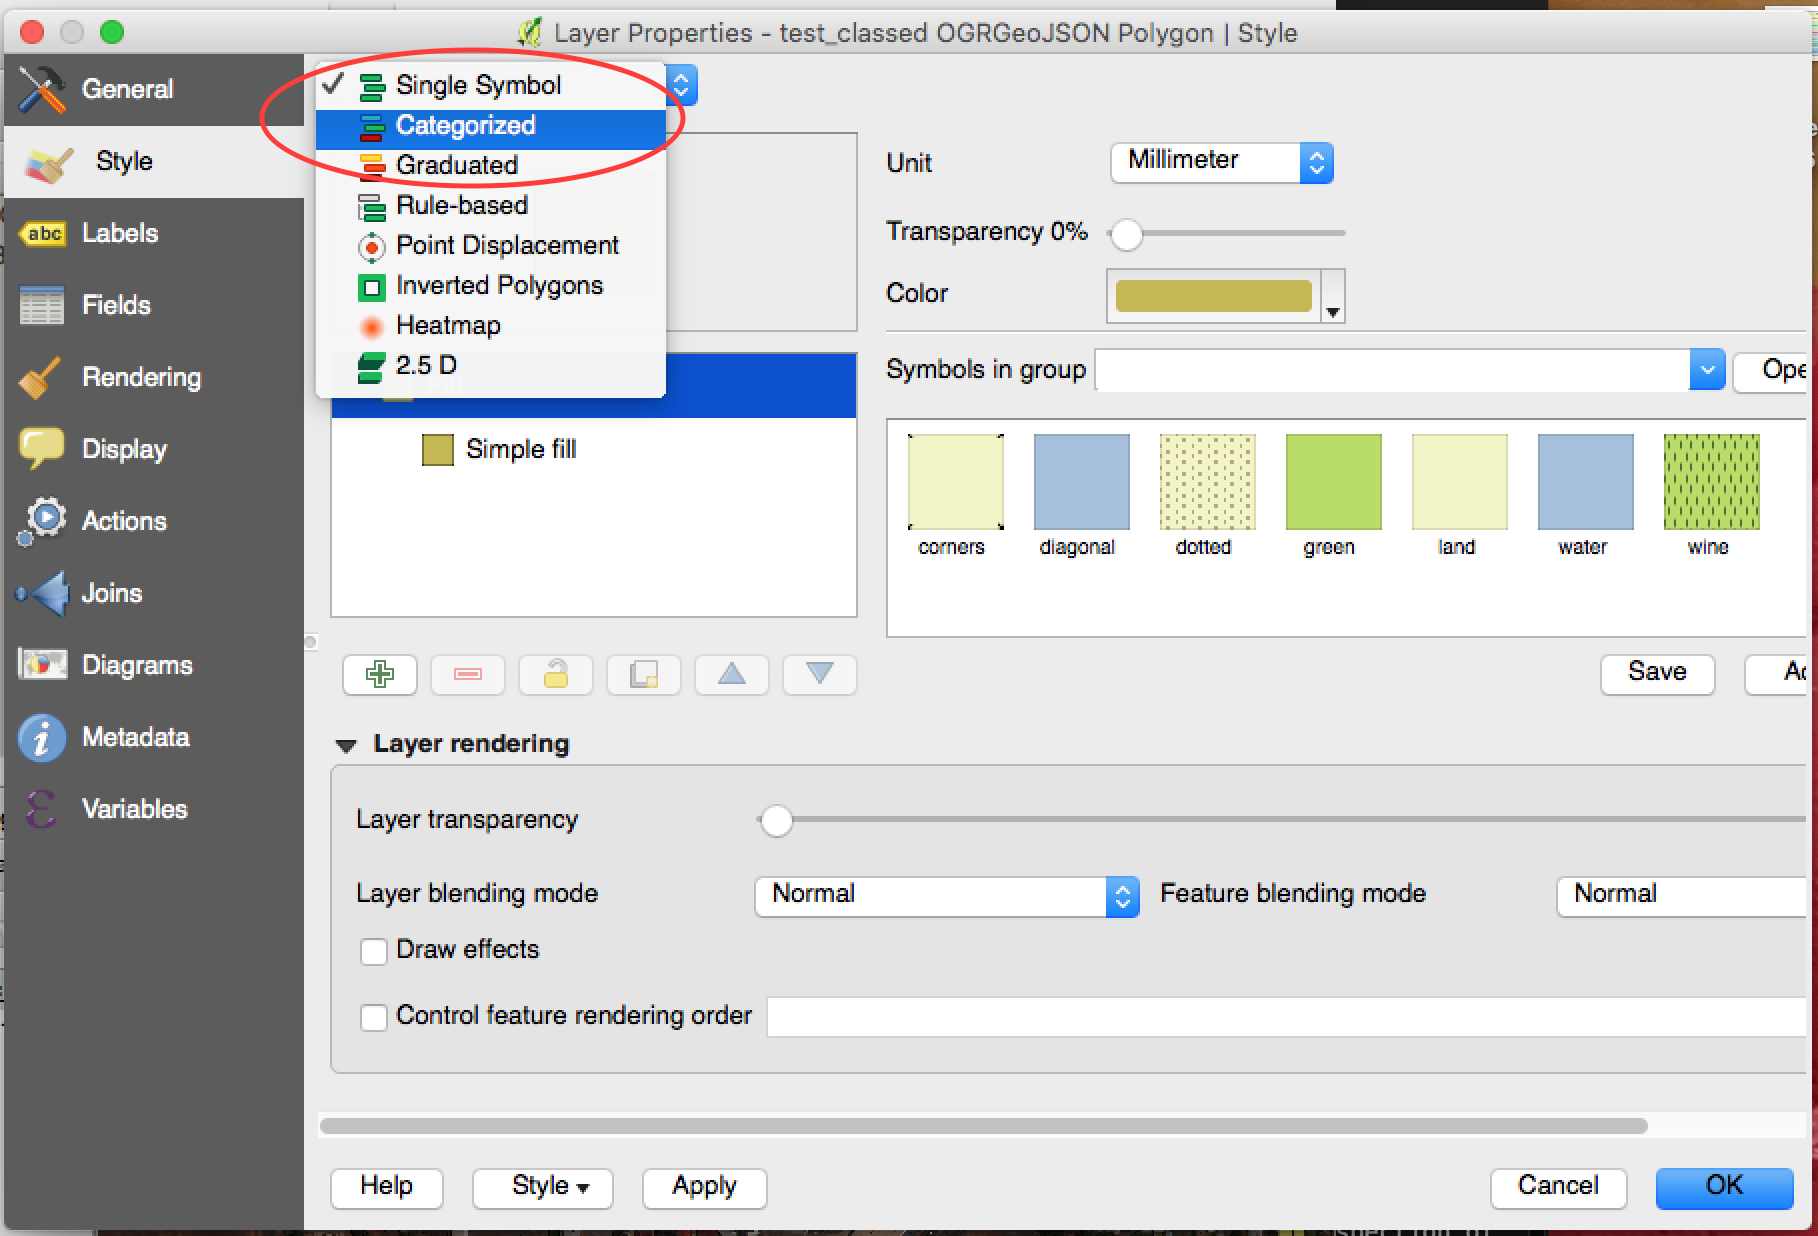 Layer Properties - test_classed OGRGeoJSON Polygon | Style
General
Style
Labels
abc
Fields
Rendering
Display
Actions
Joins
Diagrams
Metadata
Variables
Single Symbol
Categorized
Graduated
Rule-based
Point Displacement
Inverted Polygons
Heatmap
2.5 D
Simple fill
Unit
Millimeter
Transparency 0%
Color
Symbols in group
Ope
corners diagonal dotted green land water wine
Save
Layer rendering
Layer transparency
Layer blending mode Normal Feature blending mode Normal
Draw effects
Control feature rendering order
Help Style Apply Cancel OK